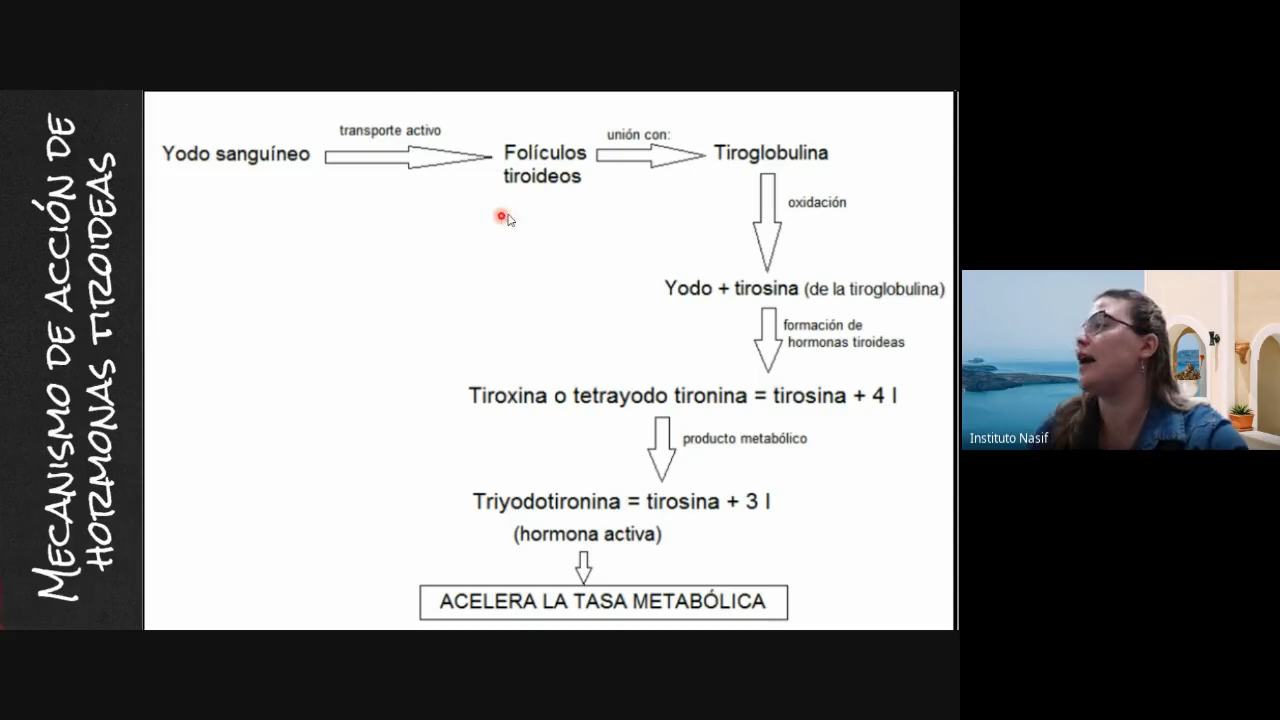 MECANISMO DE ACCIÓN DE
HORMONAS TIROIDEAS
transporte activo
unión con:
Yodo sanguíneo
Folículos
tiroideos
Tiroglobulina
oxidación
Yodo + tirosina (de la tiroglobulina)
formación de
hormonas tiroideas
Tiroxina o tetrayodo tironina = tirosina + 4 I
producto metabólico
Triyodotironina = tirosina + 3 I
(hormona activa)
ACELERA LA TASA METABÓLICA
Instituto Nasif